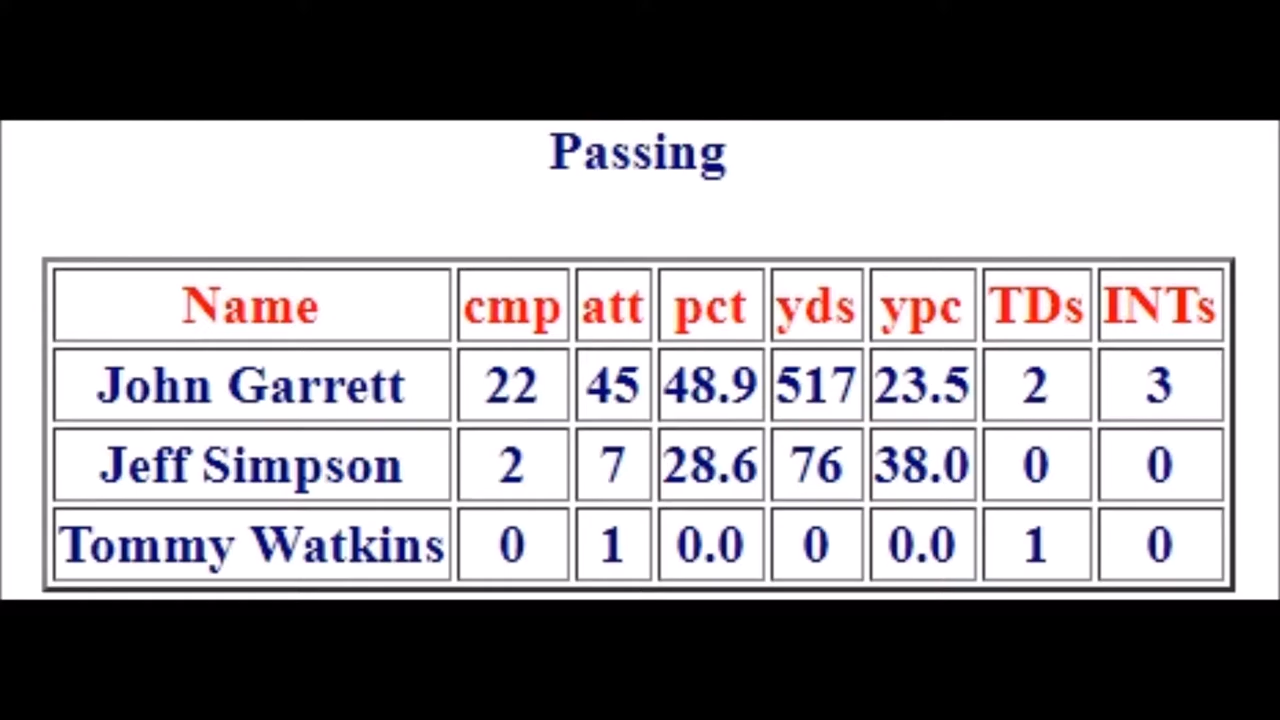 Passing
Name cmp att pct yds ypc TDs INTs
John Garrett 22 45 48.9 517 23.5 2 3
Jeff Simpson 2 7 28.6 76 38.0 0 0
Tommy Watkins 0 1 0.0 0 0.0 1 0